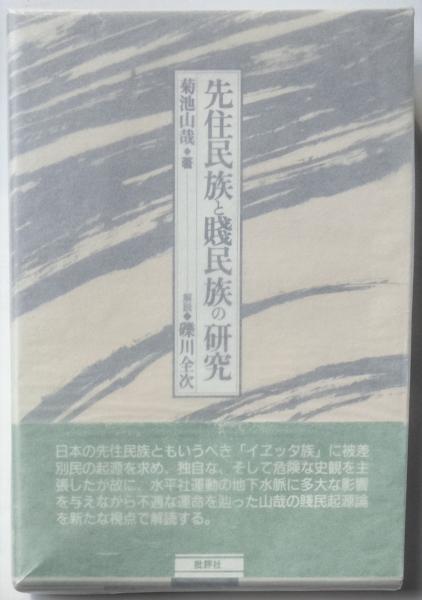 先住民族と賤民族の研究
菊池山哉◆著
解説◆礫川全次
日本の先住民族ともいうべき「イヱッタ族」に被差
別民の起源を求め、独自な、そして危険な史観を主
張したが故に、水平社運動の地下水脈に多大な影響
を与えながら不遇な運命を辿った山哉の賤民起源論
を新たな視点で解読する。
批評社